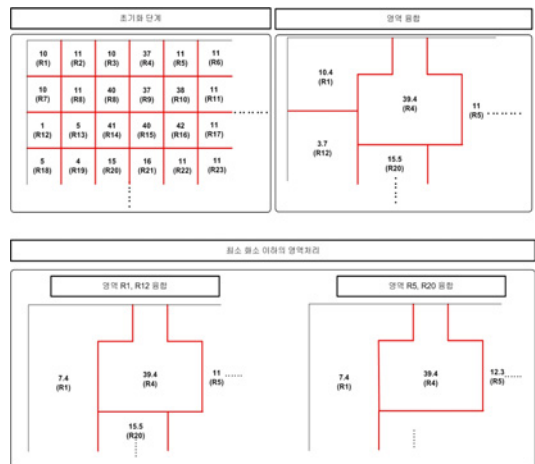 초기화 단계
10 11 10 37 11 11
(R1) (R2) (R3) (R4) (R5) (R6)
10 11 40 37 38 11
(R7) (R8) (R8) (R9) (R10) (R11)
1 5 41 40 42 11
(R12) (R13) (R14) (R15) (R16) (R17)
5 4 15 16 11 11
(R18) (R19) (R20) (R21) (R22) (R23)
영역 융합
10.4
(R1)
39.4
(R4)
11
(R5)
3.7
(R12)
15.5
(R20)
최소 화소 이하의 영역처리
영역 R1, R12 융합
7.4
(R1)
39.4
(R4)
11
(R5)
15.5
(R20)
영역 R5, R20 융합
7.4
(R1)
39.4
(R4)
12.3
(R5)